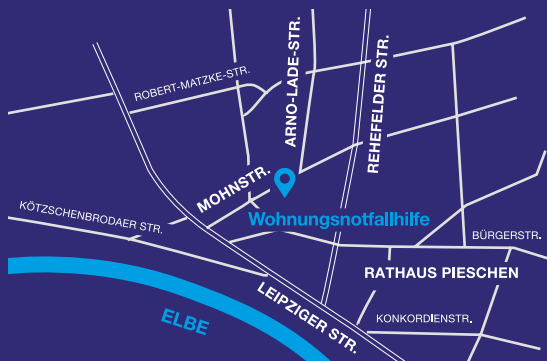 ROBERT-MATZKE-STR.
ARNO-LADE-STR.
REHEFELDER STR.
MOHNSTR.
KÖTZSCHENBRODAER STR.
Wohnungsnotfallhilfe
BÜRGERSTR.
RATHAUS PIESCHEN
LEIPZIGER STR.
ELBE
KONKORDIENSTR.